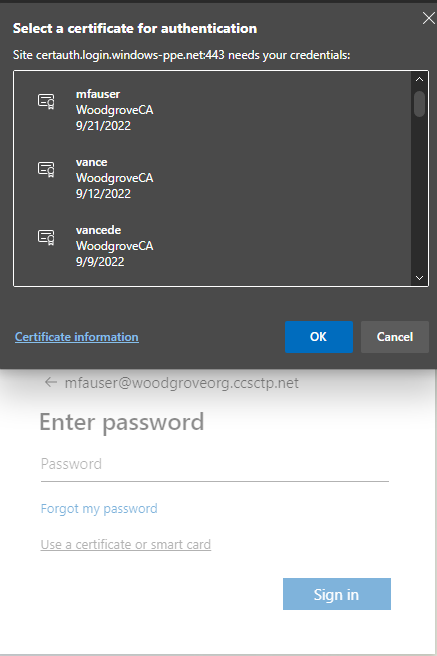 Select a certificate for authentication
Site certauth.login.windows-ppe.net:443 needs your credentials:
mfauser
WoodgroveCA
9/21/2022
vance
WoodgroveCA
9/12/2022
vancede
WoodgroveCA
9/9/2022
Certificate information
OK
Cancel
mfauser@woodgroveorg.ccsctp.net
Enter password
Password
Forgot my password
Use a certificate or smart card
Sign in